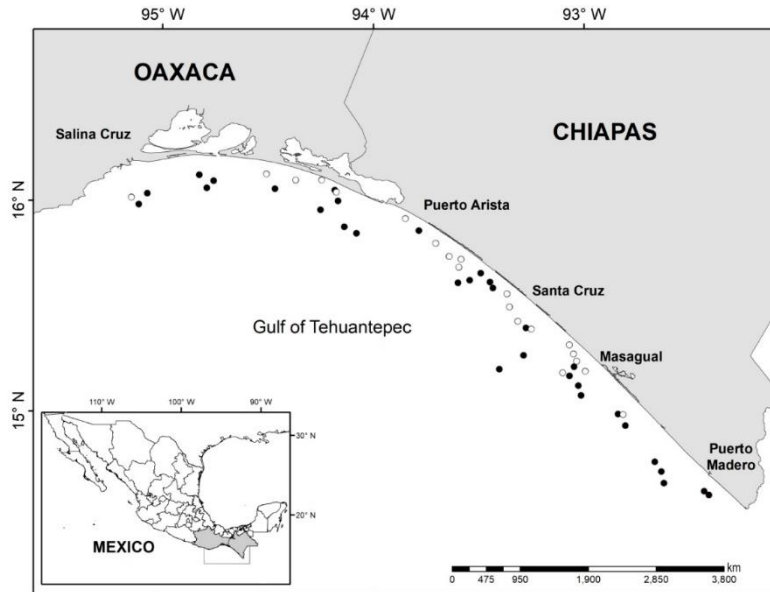 95° W 94° W 93° W
OAXACA
Salina Cruz
CHIAPAS
16° N
Puerto Arista
Santa Cruz
Gulf of Tehuantepec
Masagual
15° N
Puerto
Madero
110° W 100° W 90° W
30° N
20° N
MEXICO
km
0 475 950 1,900 2,850 3,800